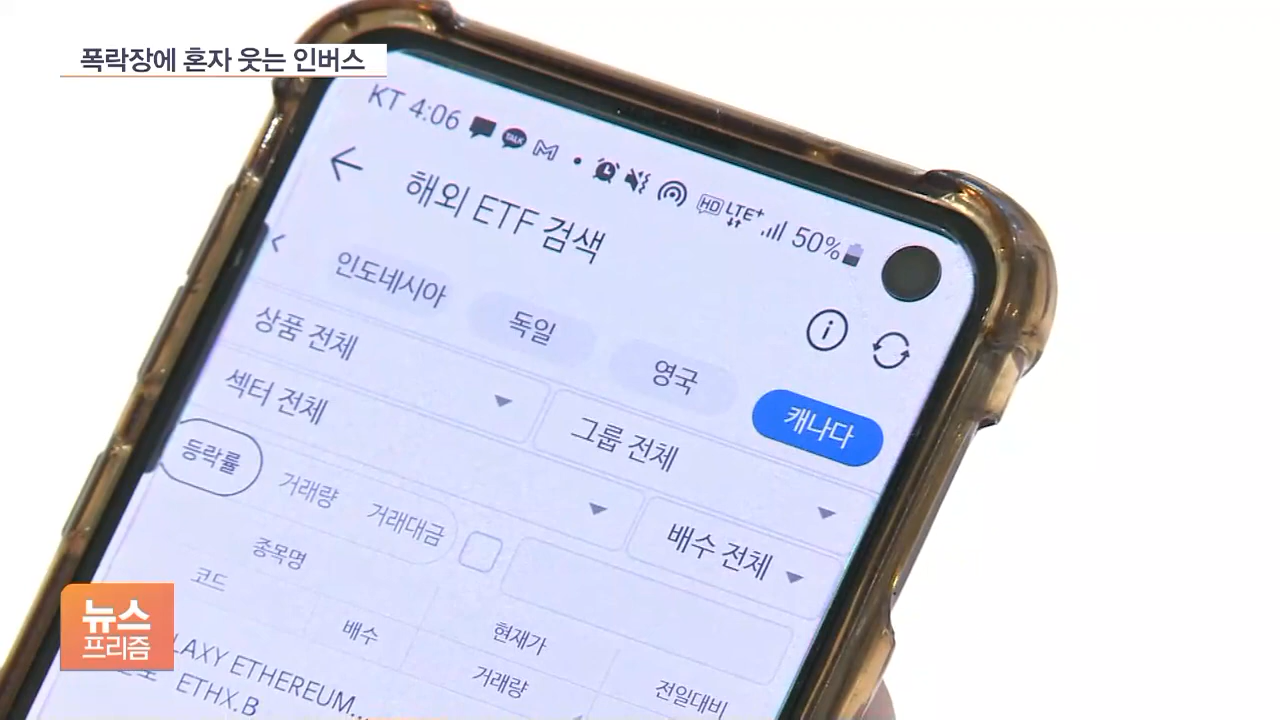 폭락장에 혼자 웃는 인버스
KT 4:06
TALK
HD LTE+ 50%
해외 ETF 검색
인도네시아 독일 영국 캐나다
상품 전체 그룹 전체
섹터 전체 배수 전체
등락률 거래량 거래대금
종목명
코드 배수 현재가
거래량 전일대비
LAXY ETHEREUM...
ETHX.B
뉴스
프리즘